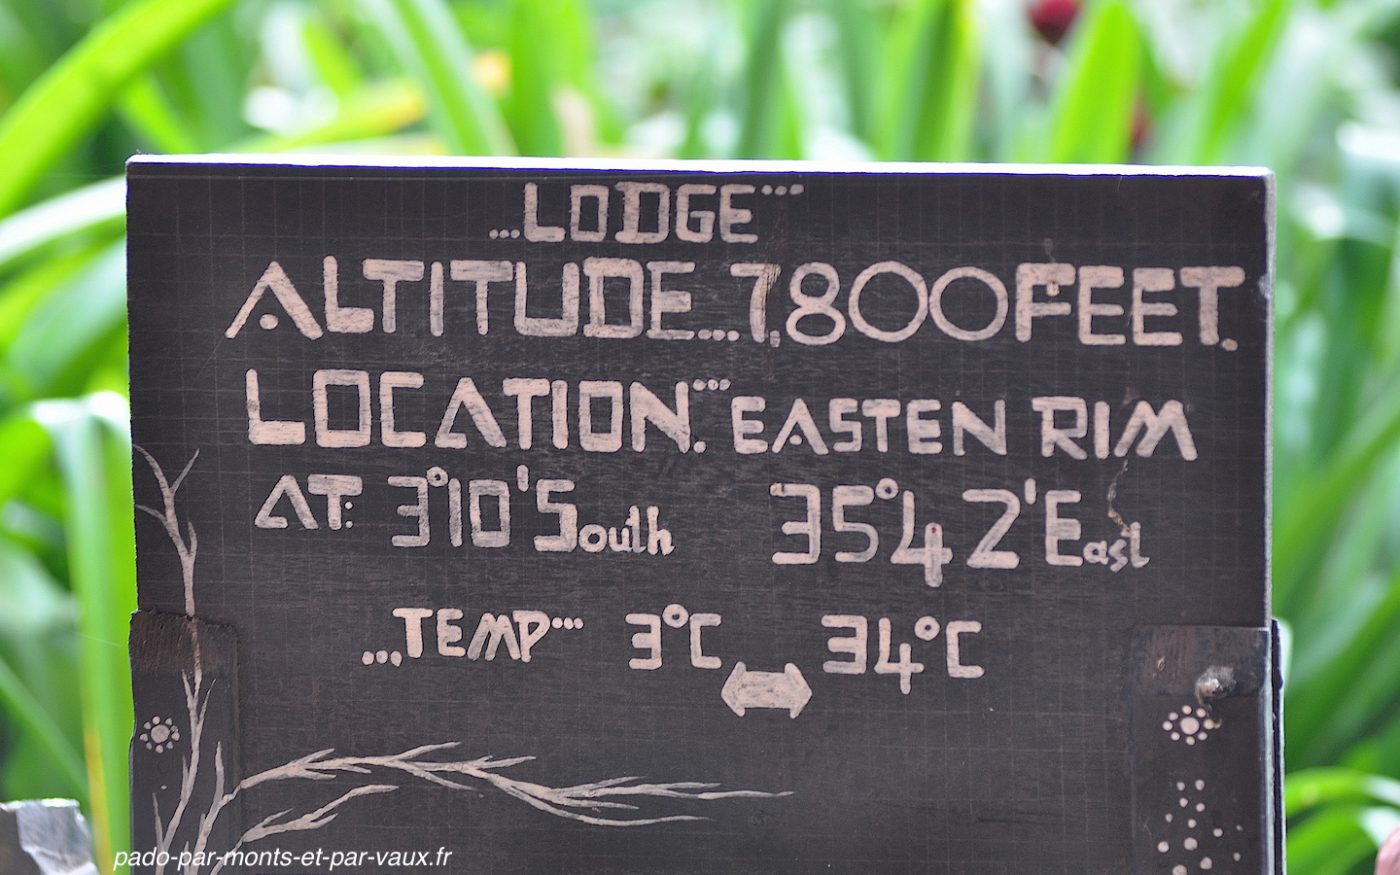 ...LODGE...
ALTITUDE...7,800FEET.
LOCATION...EASTEN RIM
AT: 3°10'South 35°42'East
...TEMP... 3°C ↔ 34°C
pado-par-monts-et-par-vaux.fr